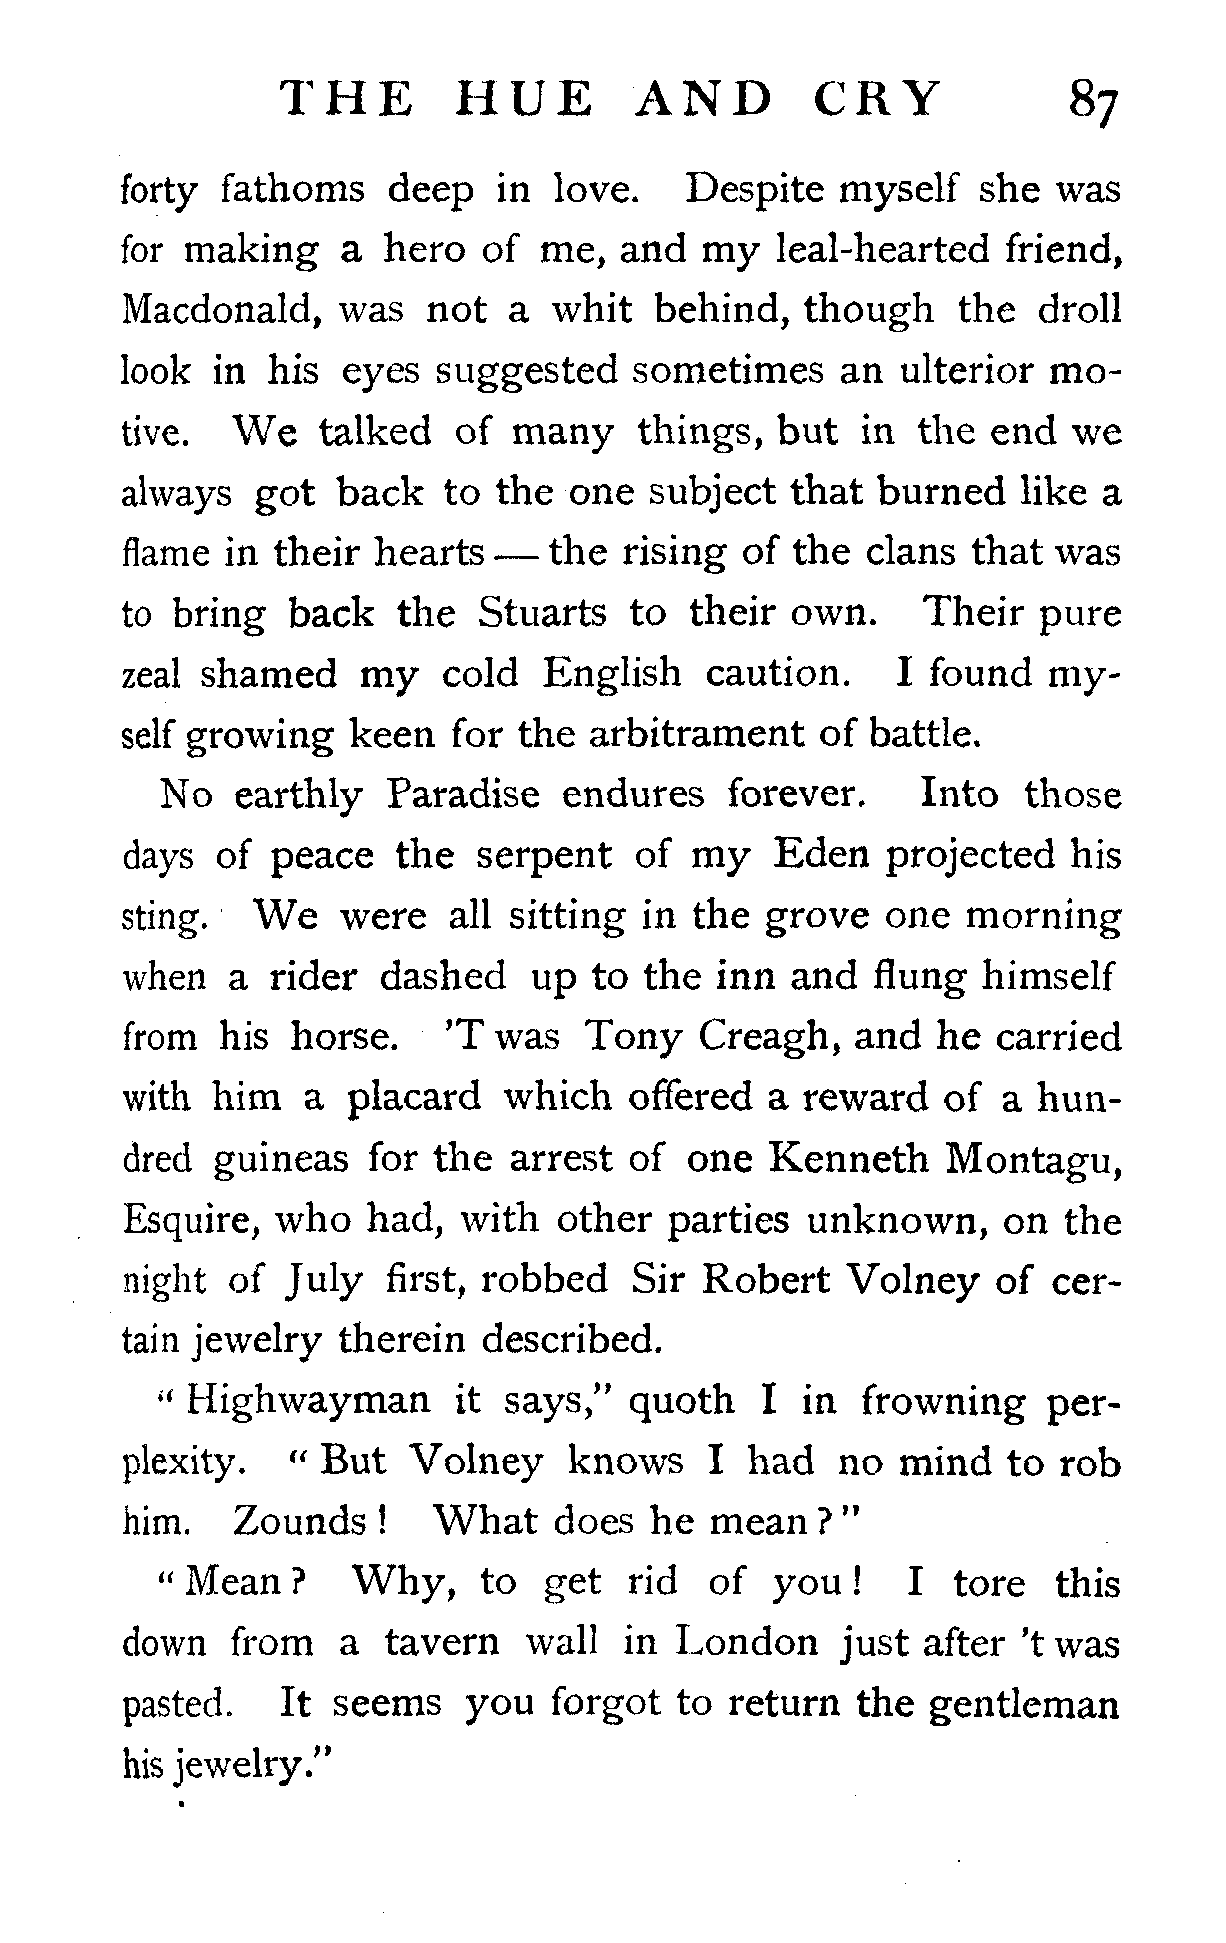 THE HUE AND CRY 87
forty fathoms deep in love. Despite myself she was
for making a hero of me, and my leal-hearted friend,
Macdonald, was not a whit behind, though the droll
look in his eyes suggested sometimes an ulterior mo-
tive. We talked of many things, but in the end we
always got back to the one subject that burned like a
flame in their hearts — the rising of the clans that was
to bring back the Stuarts to their own. Their pure
zeal shamed my cold English caution. I found my-
self growing keen for the arbitrament of battle.
No earthly Paradise endures forever. Into those
days of peace the serpent of my Eden projected his
sting. We were all sitting in the grove one morning
when a rider dashed up to the inn and flung himself
from his horse. 'T was Tony Creagh, and he carried
with him a placard which offered a reward of a hun-
dred guineas for the arrest of one Kenneth Montagu,
Esquire, who had, with other parties unknown, on the
night of July first, robbed Sir Robert Volney of cer-
tain jewelry therein described.
"Highwayman it says," quoth I in frowning per-
plexity. "But Volney knows I had no mind to rob
him. Zounds! What does he mean?"
"Mean? Why, to get rid of you! I tore this
down from a tavern wall in London just after 't was
pasted. It seems you forgot to return the gentleman
his jewelry."